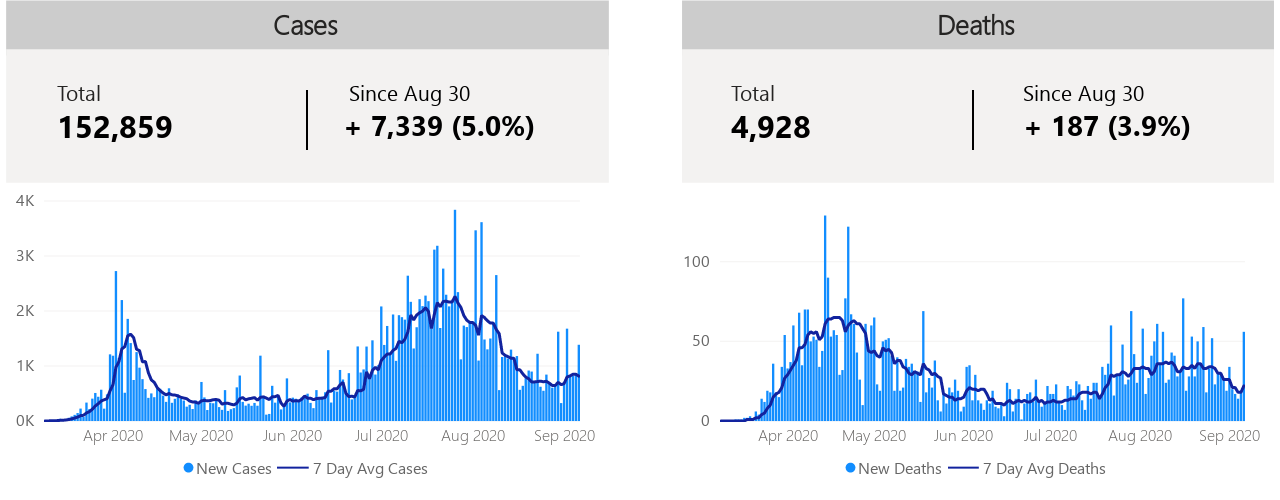 Cases
Total
152,859
Since Aug 30
+ 7,339 (5.0%)
4K
3K
2K
1K
0K
Apr 2020 May 2020 Jun 2020 Jul 2020 Aug 2020 Sep 2020
New Cases 7 Day Avg Cases
Deaths
Total
4,928
Since Aug 30
+ 187 (3.9%)
100
50
0
Apr 2020 May 2020 Jun 2020 Jul 2020 Aug 2020 Sep 2020
New Deaths 7 Day Avg Deaths